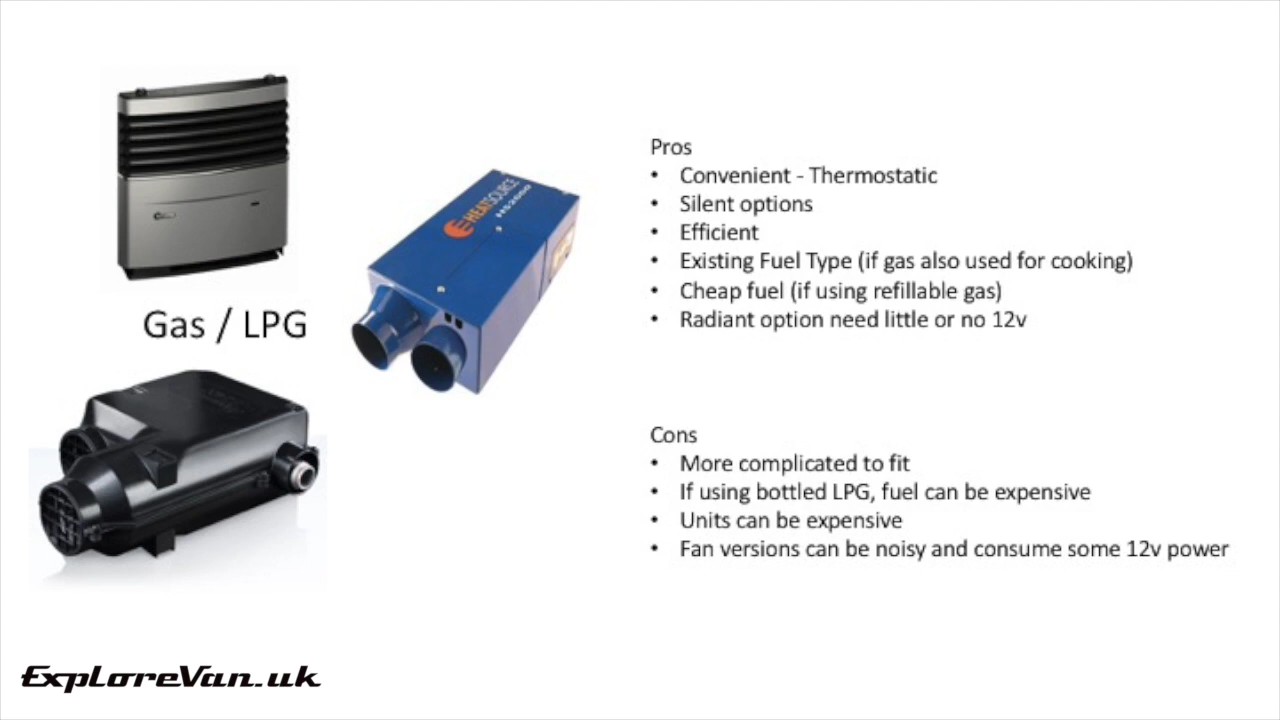 Gas / LPG
HEATSOURCE
HS2000
Pros
• Convenient - Thermostatic
• Silent options
• Efficient
• Existing Fuel Type (if gas also used for cooking)
• Cheap fuel (if using refillable gas)
• Radiant option need little or no 12v
Cons
• More complicated to fit
• If using bottled LPG, fuel can be expensive
• Units can be expensive
• Fan versions can be noisy and consume some 12v power
ExploreVan.uk